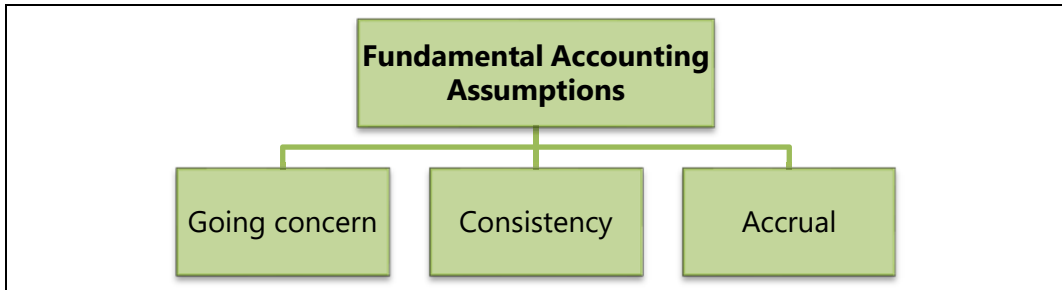 Fundamental Accounting
Assumptions
Going concern
Consistency
Accrual